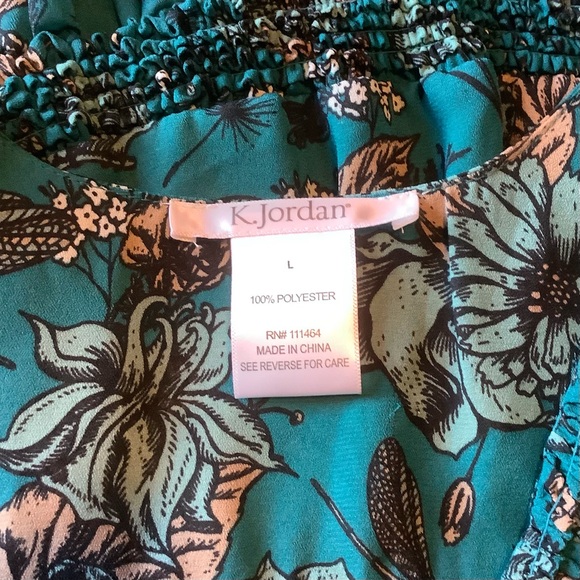 K.Jordan®
L
100% POLYESTER
RN# 111464
MADE IN CHINA
SEE REVERSE FOR CARE